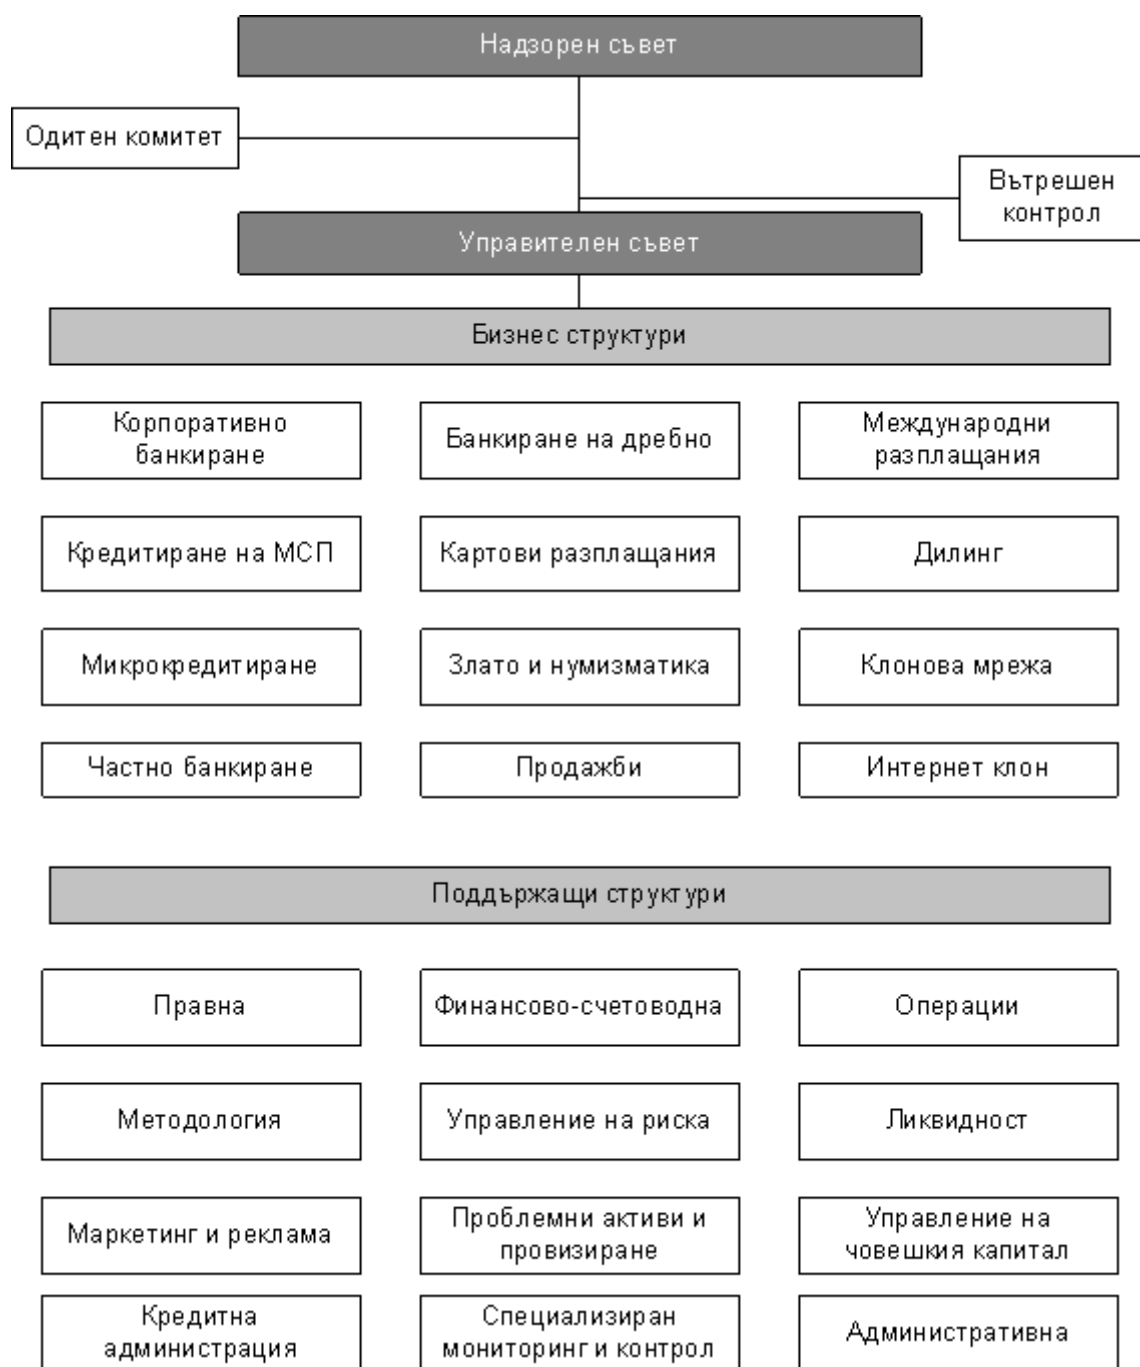 Надзорен съвет
Одитен комитет
Вътрешен
контрол
Управителен съвет
Бизнес структури
Корпоративно
банкиране
Банкиране на дребно
Международни
разплащания
Кредитиране на МСП
Картови разплащания
Дилинг
Микрокредитиране
Злато и нумизматика
Клонова мрежа
Частно банкиране
Продажби
Интернет клон
Поддържащи структури
Правна
Финансово-счетоводна
Операции
Методология
Управление на риска
Ликвидност
Маркетинг и реклама
Проблемни активи и
провизиране
Управление на
човешкия капитал
Кредитна
администрация
Специализиран
мониторинг и контрол
Административна